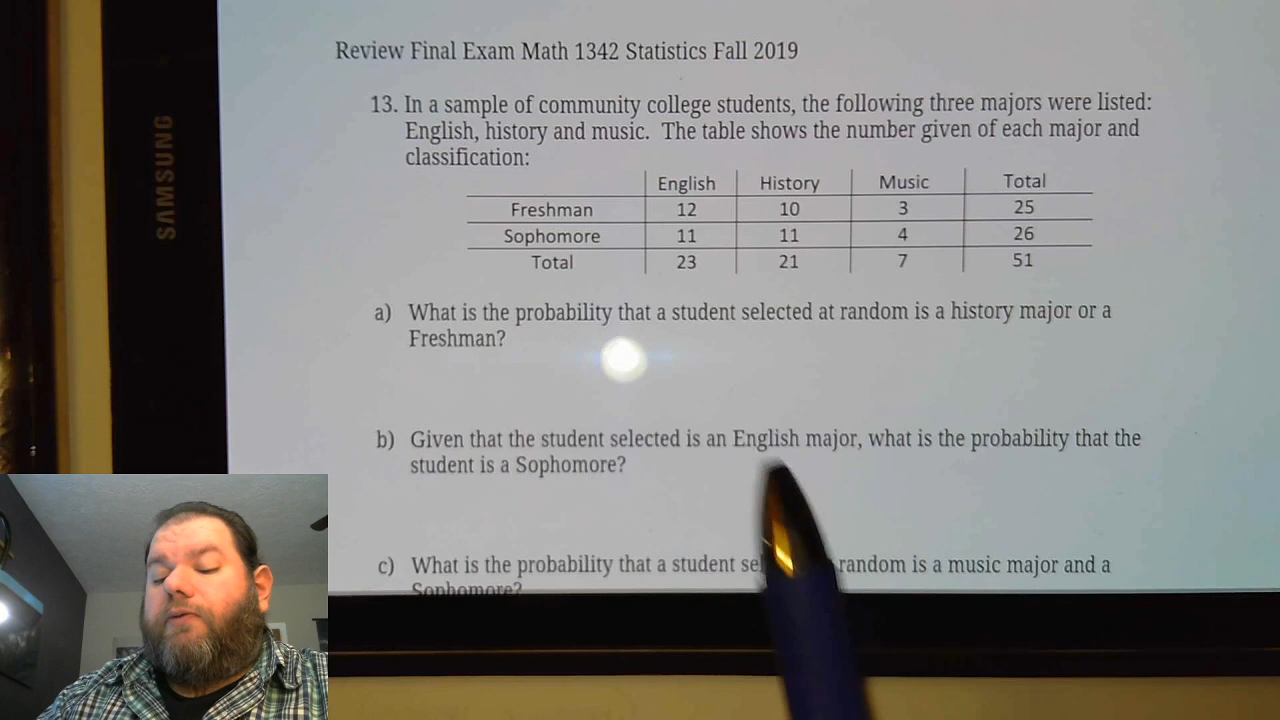 SAMSUNG
Review Final Exam Math 1342 Statistics Fall 2019
13. In a sample of community college students, the following three majors were listed:
English, history and music. The table shows the number given of each major and
classification:
English History Music Total
Freshman 12 10 3 25
Sophomore 11 11 4 26
Total 23 21 7 51
a) What is the probability that a student selected at random is a history major or a
Freshman?
b) Given that the student selected is an English major, what is the probability that the
student is a Sophomore?
c) What is the probability that a student random is a music major and a
Sophomore?